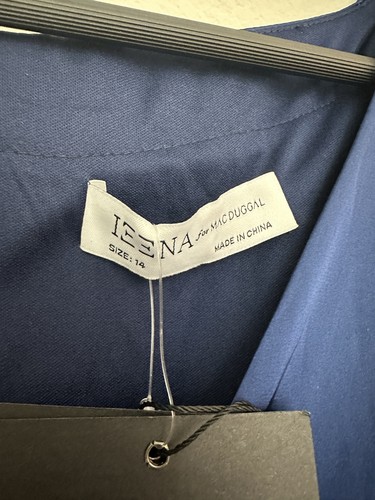 IEENA for MAC DUGGAL
SIZE: 14
MADE IN CHINA